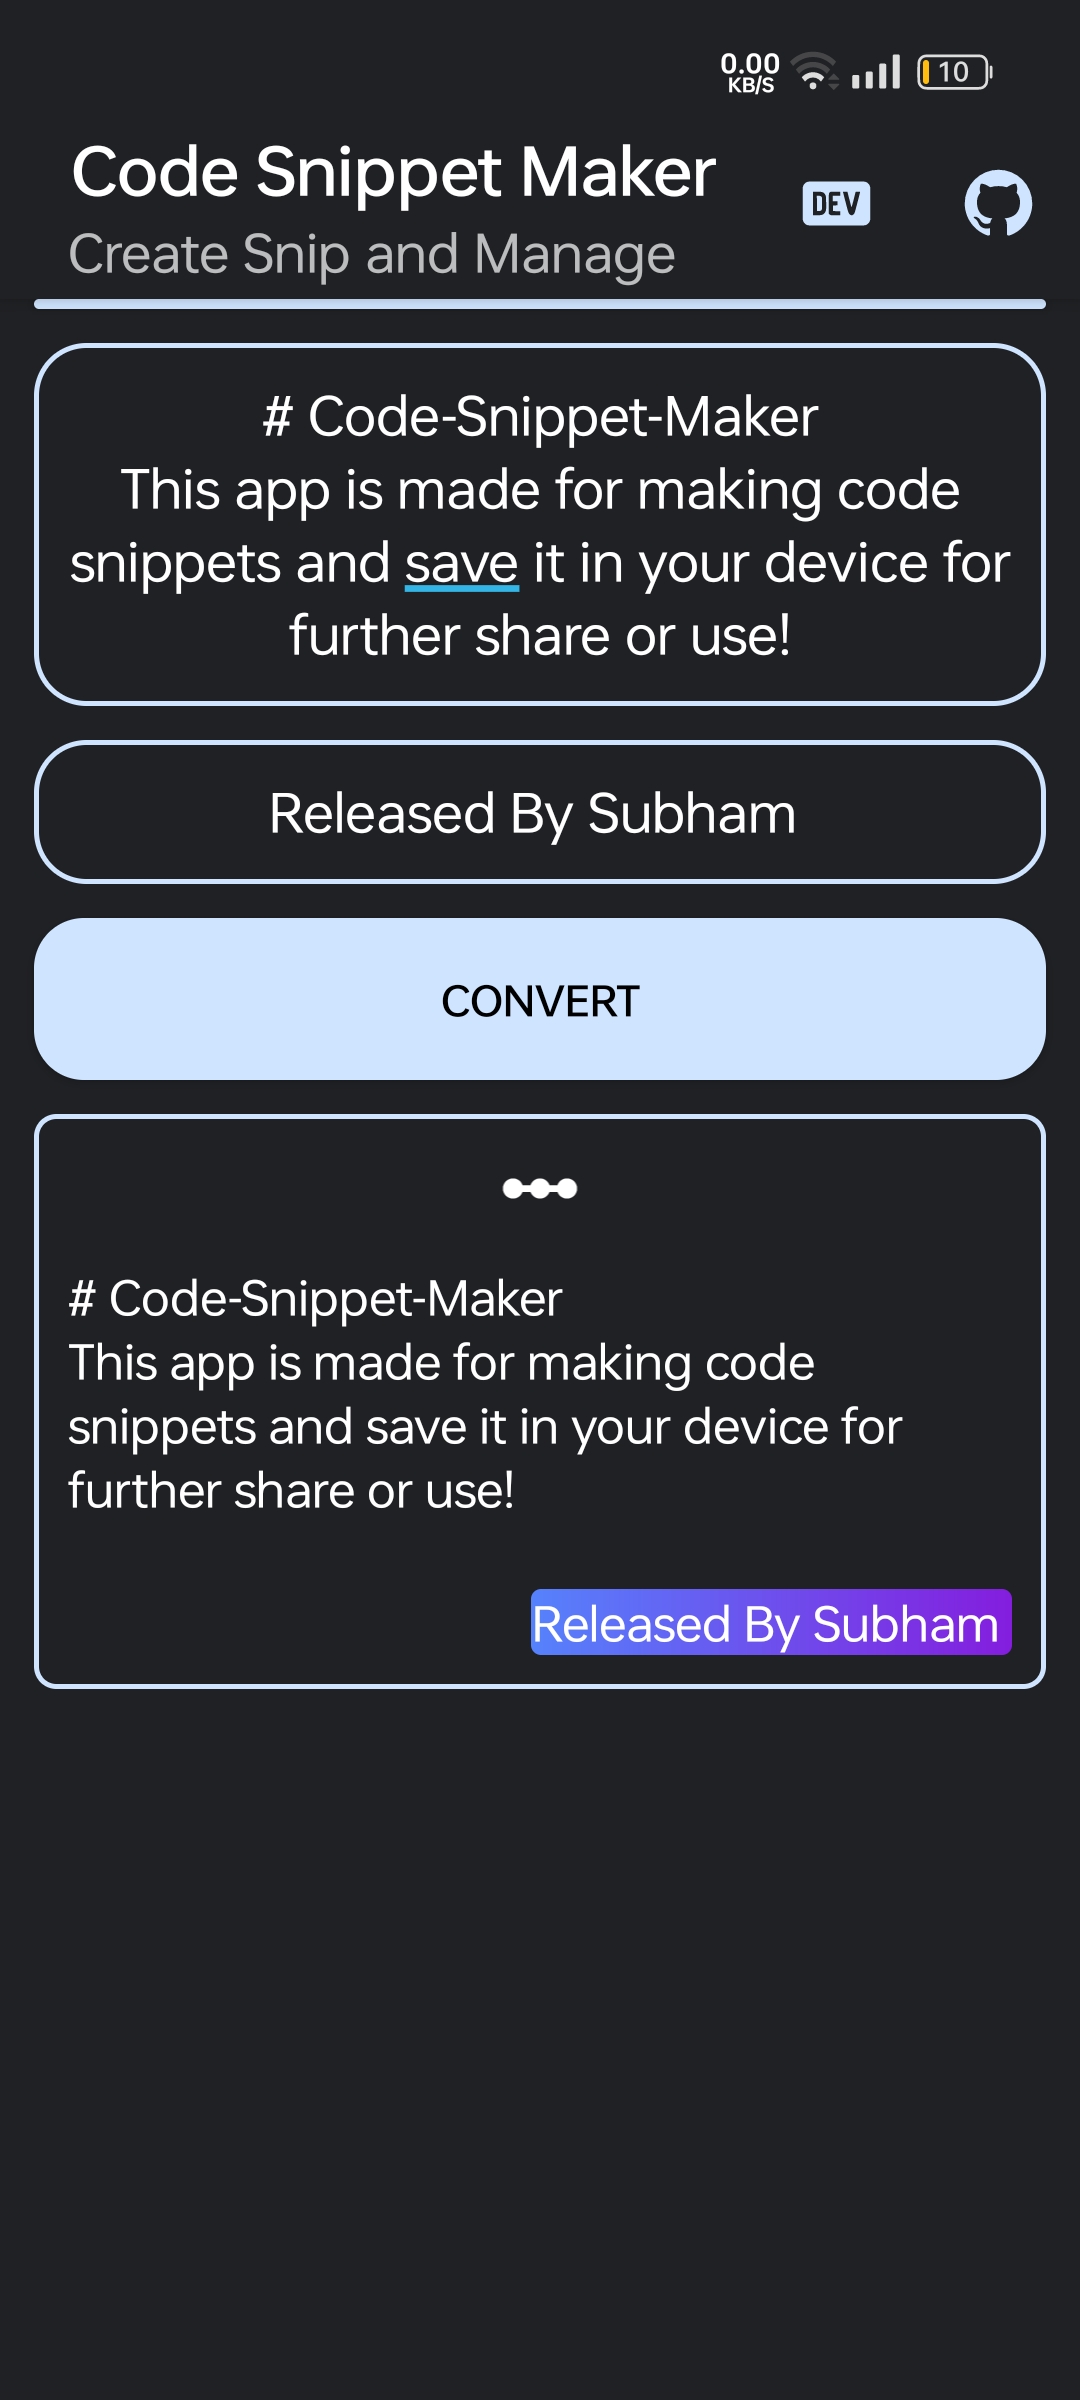 0.00
KB/S
10
Code Snippet Maker
DEV
Create Snip and Manage
# Code-Snippet-Maker
This app is made for making code
snippets and save it in your device for
further share or use!
Released By Subham
CONVERT
# Code-Snippet-Maker
This app is made for making code
snippets and save it in your device for
further share or use!
Released By Subham